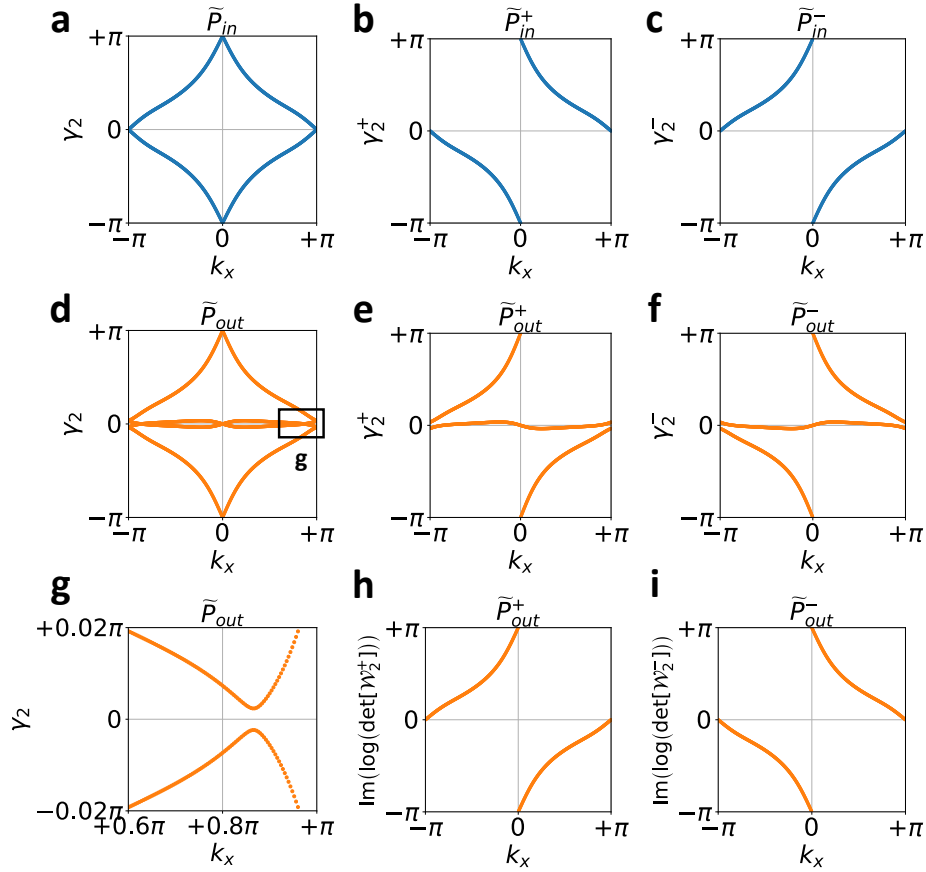 a
P̃in
+π
γ2
0
−π
−π 0 +π
kx
b
P̃in+
+π
γ2+
0
−π
−π 0 +π
kx
c
P̃in−
+π
γ2−
0
−π
−π 0 +π
kx
d
P̃out
+π
γ2
0
−π
g
−π 0 +π
kx
e
P̃out+
+π
γ2+
0
−π
−π 0 +π
kx
f
P̃out−
+π
γ2−
0
−π
−π 0 +π
kx
g
P̃out
+0.02π
γ2
0
−0.02π
+0.6π +0.8π +π
kx
h
P̃out+
+π
Im(log(det[𝒲2+]))
0
−π
−π 0 +π
kx
i
P̃out−
+π
Im(log(det[𝒲2−]))
0
−π
−π 0 +π
kx